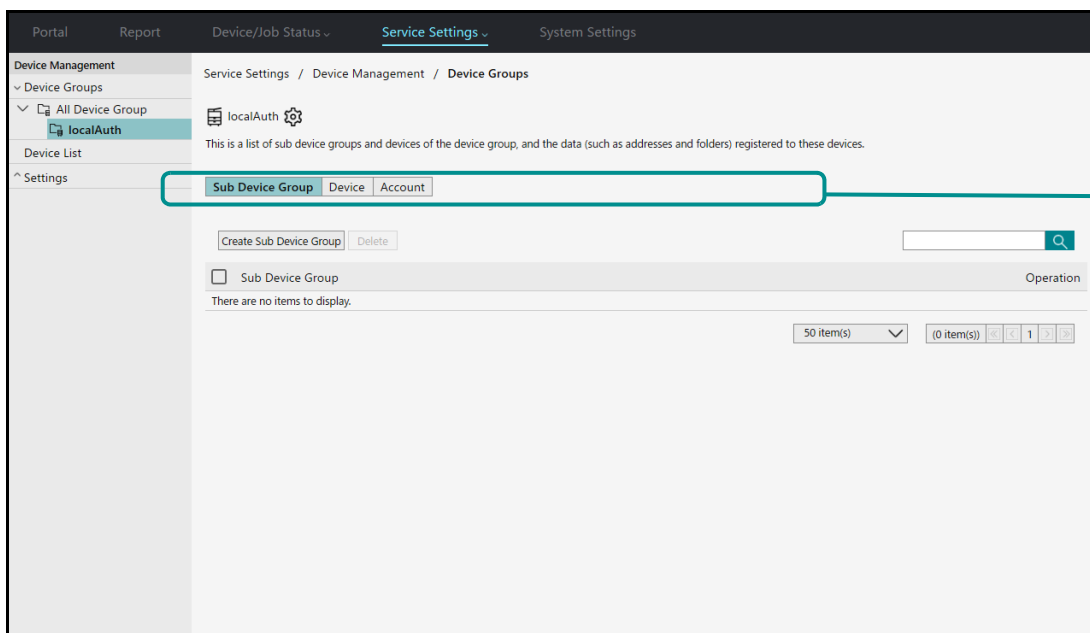 Portal Report Device/Job Status Service Settings System Settings
Device Management
Device Groups
All Device Group
localAuth
Device List
Settings
Service Settings / Device Management / Device Groups
localAuth
This is a list of sub device groups and devices of the device group, and the data (such as addresses and folders) registered to these devices.
Sub Device Group Device Account
Create Sub Device Group Delete
Sub Device Group Operation
There are no items to display.
50 item(s) (0 item(s)) 1